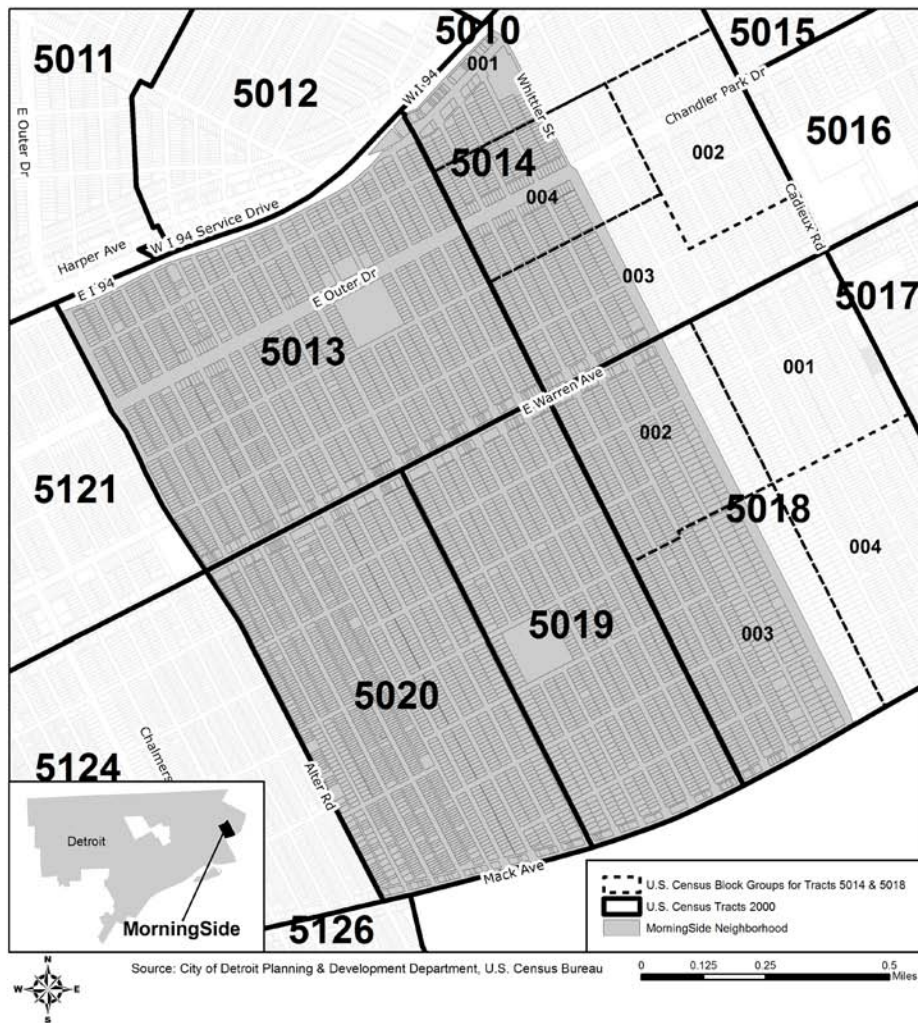 5010
5011
5012
001
5015
W I 94
Whittier St
Chandler Park Dr
5016
E Outer Dr
5014
002
004
Cadieux Rd
W I 94 Service Drive
Harper Ave
E I 94
003
5017
E Outer Dr
5013
001
E Warren Ave
002
5121
5018
004
5019
003
5020
Chalmers
5124
Alter Rd
Detroit
Mack Ave
MorningSide
5126
U.S. Census Block Groups for Tracts 5014 & 5018
U.S. Census Tracts 2000
MorningSide Neighborhood
N
W E
S
Source: City of Detroit Planning & Development Department, U.S. Census Bureau
0 0.125 0.25 0.5
Miles